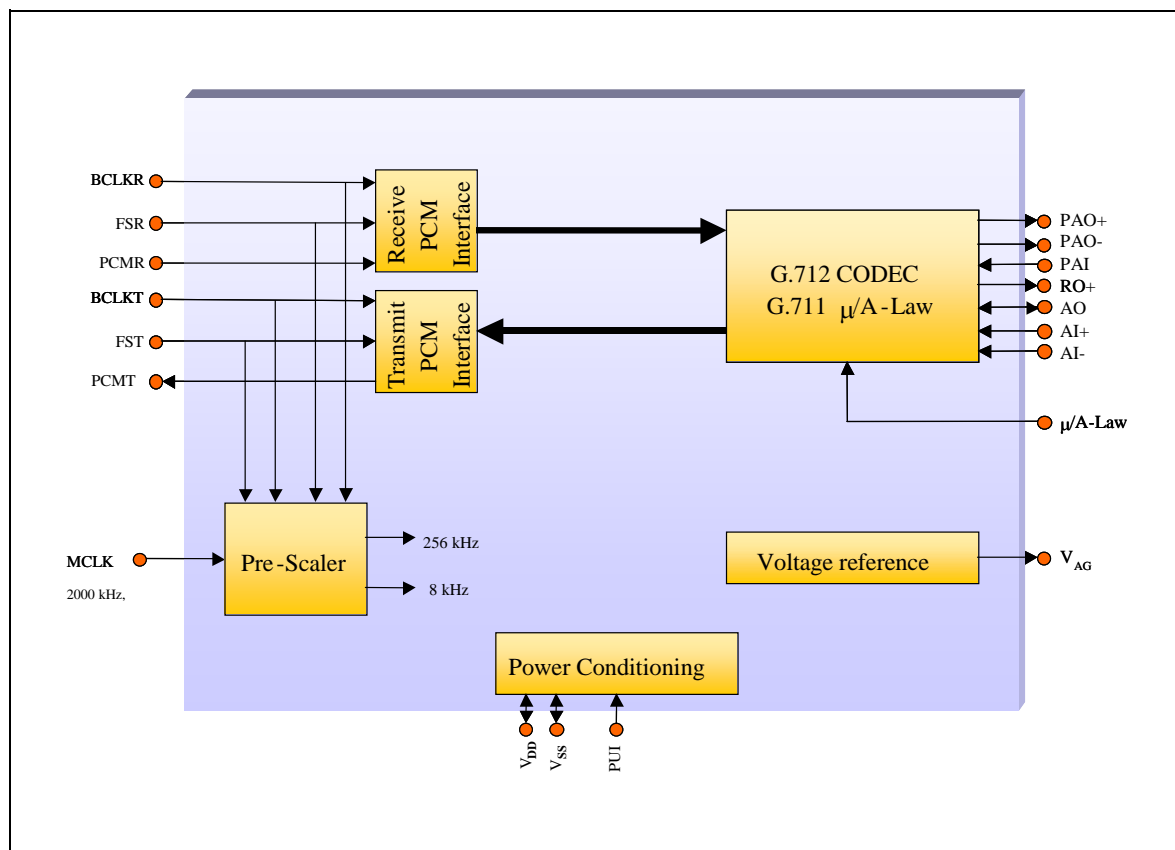 BCLKR
FSR
PCMR
BCLKT
FST
PCMT
Receive
PCM
Interface
Transmit
PCM
Interface
G.712 CODEC
G.711 μ/A-Law
PAO+
PAO-
PAI
RO+
AO
AI+
AI-
μ/A-Law
MCLK
2000 kHz,
Pre-Scaler
256 kHz
8 kHz
Voltage reference
VAG
Power Conditioning
VDD
VSS
PUI